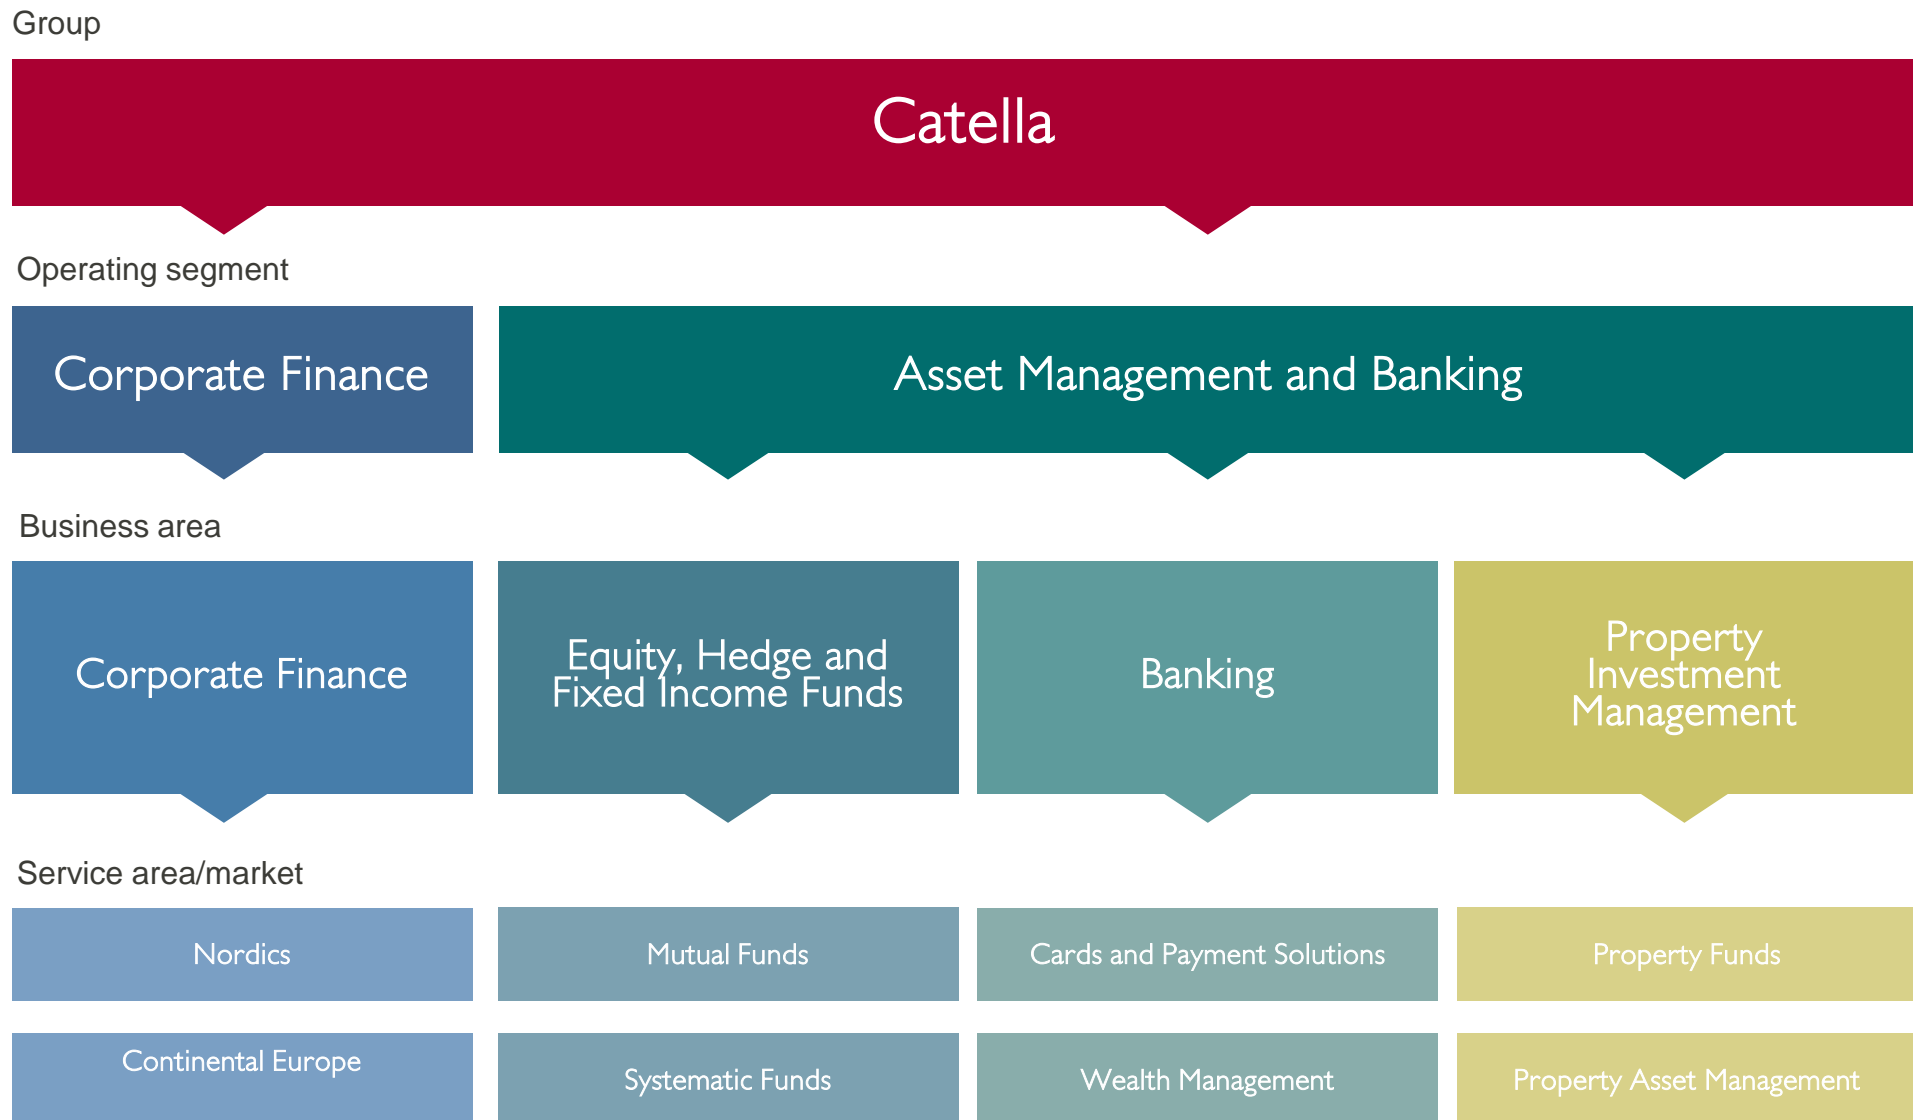 Group
Catella
Operating segment
Corporate Finance
Asset Management and Banking
Business area
Corporate Finance
Equity, Hedge and
Fixed Income Funds
Banking
Property
Investment
Management
Service area/market
Nordics
Mutual Funds
Cards and Payment Solutions
Property Funds
Continental Europe
Systematic Funds
Wealth Management
Property Asset Management